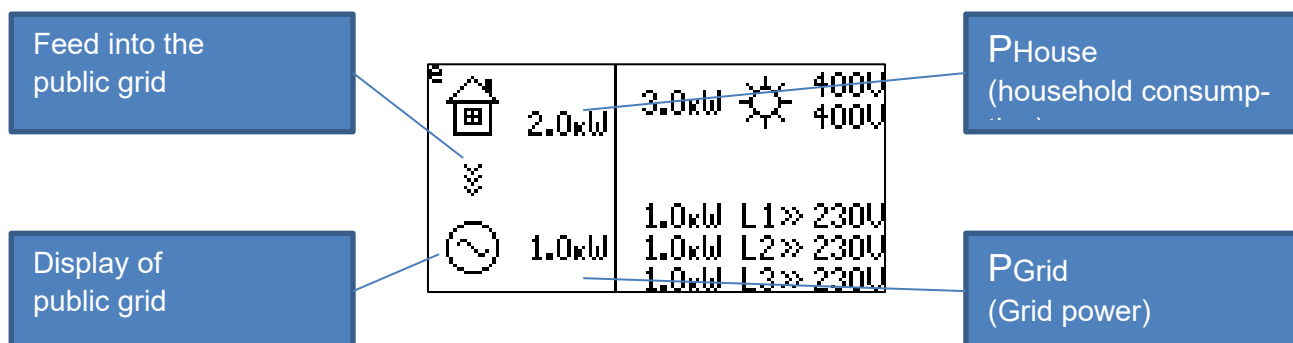 Feed into the
public grid
PHouse
(household consump-
2.0kW
3.0kW
400V
400V
1.0kW L1» 230V
1.0kW
1.0kW L2» 230V
1.0kW L3» 230V
Display of
public grid
PGrid
(Grid power)